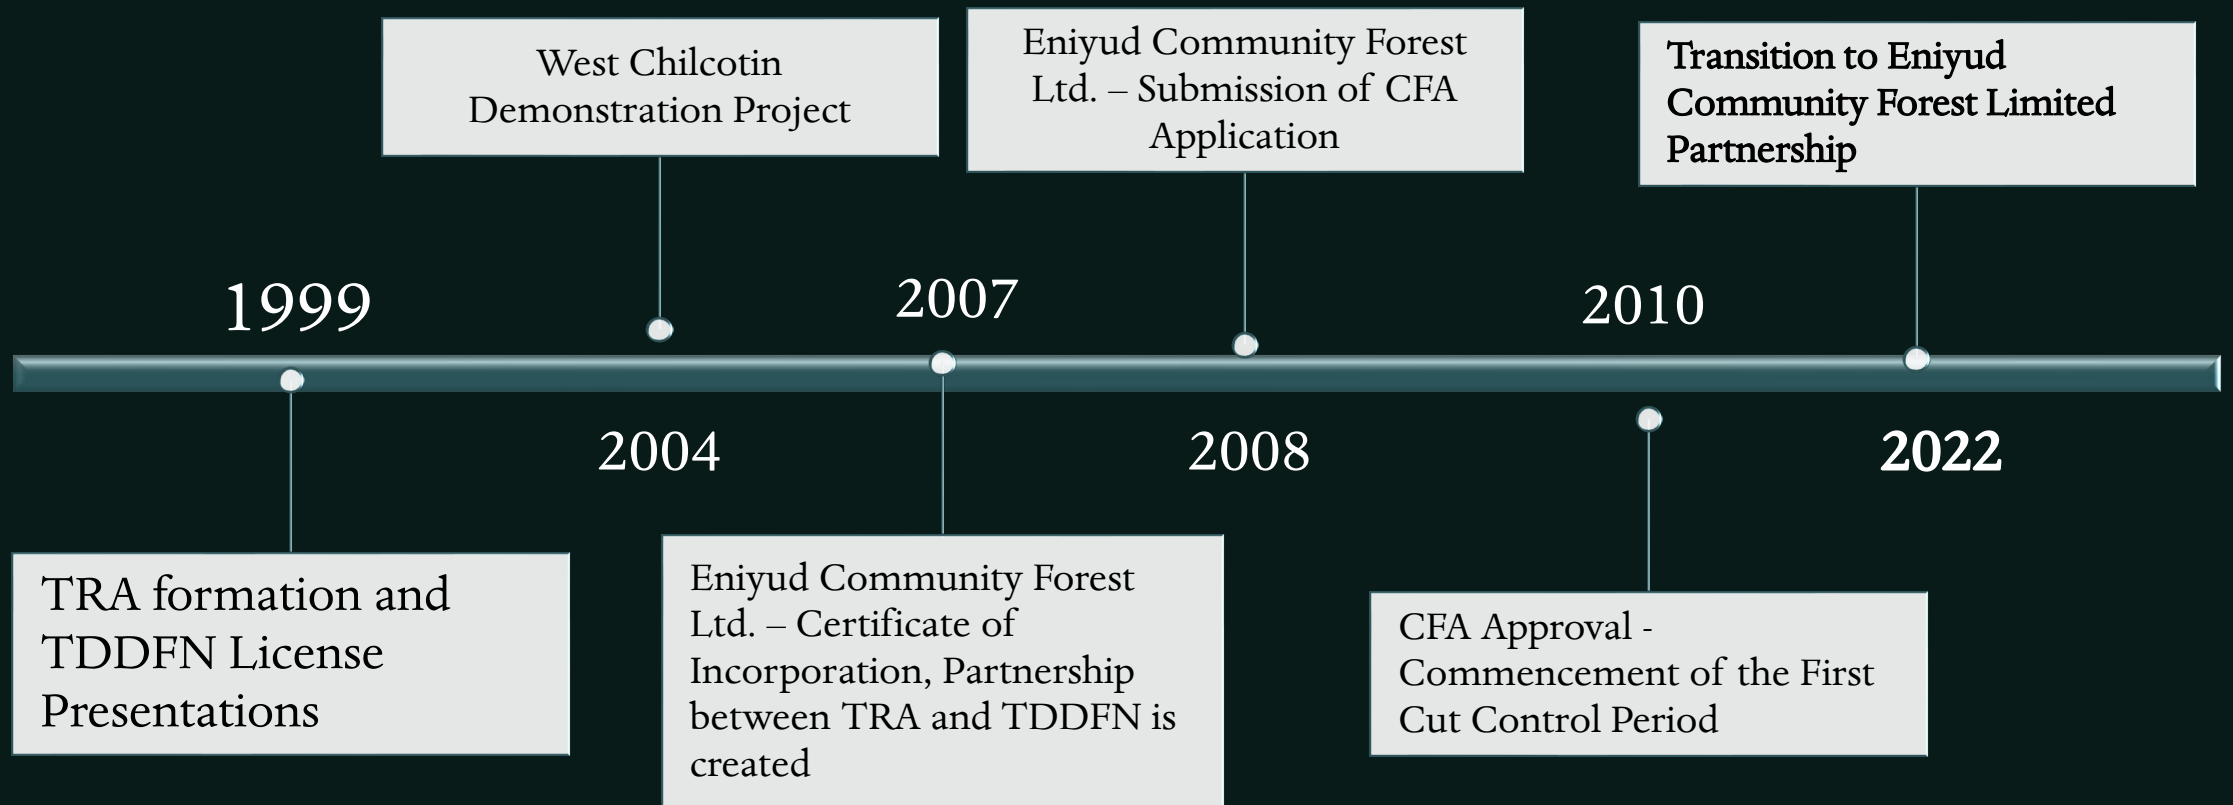 West Chilcotin
Demonstration Project
Eniyud Community Forest
Ltd. – Submission of CFA
Application
Transition to Eniyud
Community Forest Limited
Partnership
1999
2007
2010
2004
2008
2022
TRA formation and
TDDFN License
Presentations
Eniyud Community Forest
Ltd. – Certificate of
Incorporation, Partnership
between TRA and TDDFN is
created
CFA Approval -
Commencement of the First
Cut Control Period